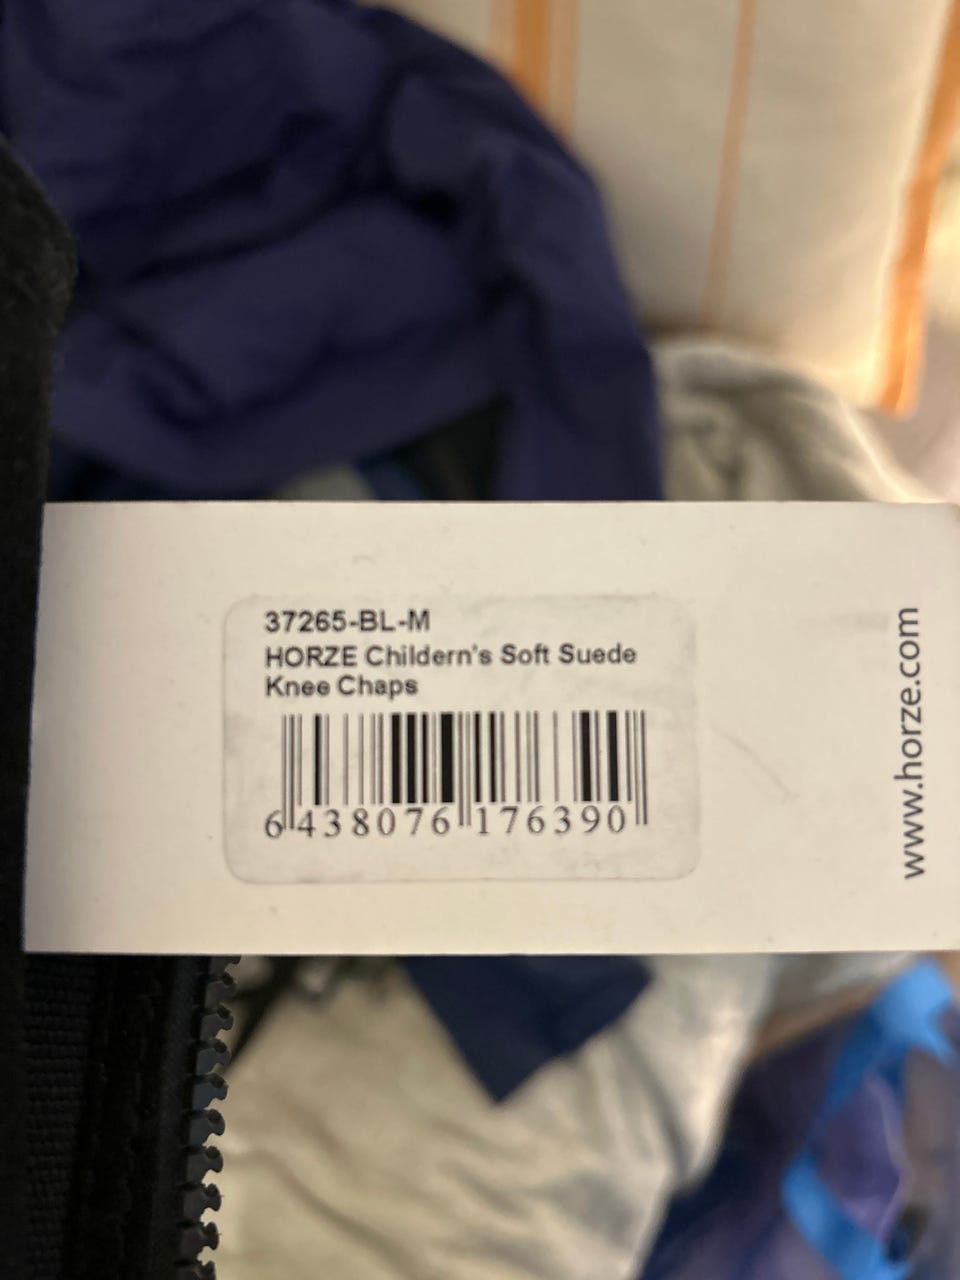 37265-BL-M
HORZE Childern's Soft Suede
Knee Chaps
6 438076 176390
www.horze.com